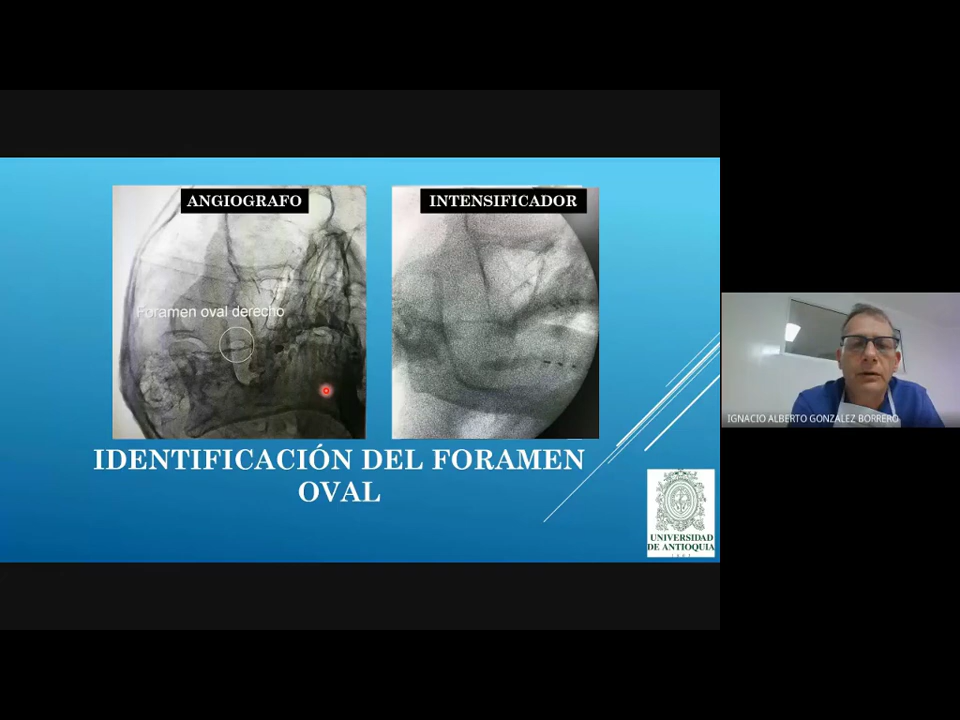 ANGIOGRAFO
INTENSIFICADOR
Foramen oval derecho
IDENTIFICACIÓN DEL FORAMEN
OVAL
UNIVERSIDAD
DE ANTIOQUIA
IGNACIO ALBERTO GONZALEZ BORRERO